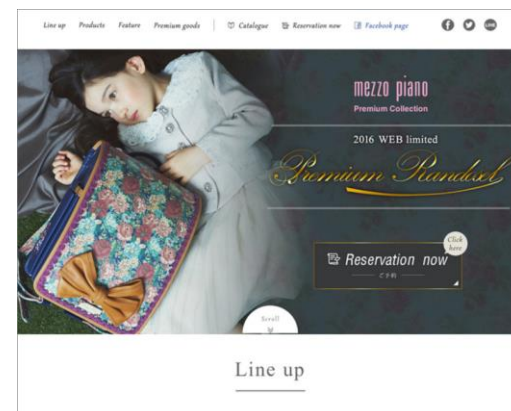 Line up Products Feature Premium goods Catalogue Reservation now Facebook page LINE
mezzo piano
Premium Collection
2016 WEB limited
Premium Randsel
Click
here
Reservation now
ご予約
Scroll
Line up